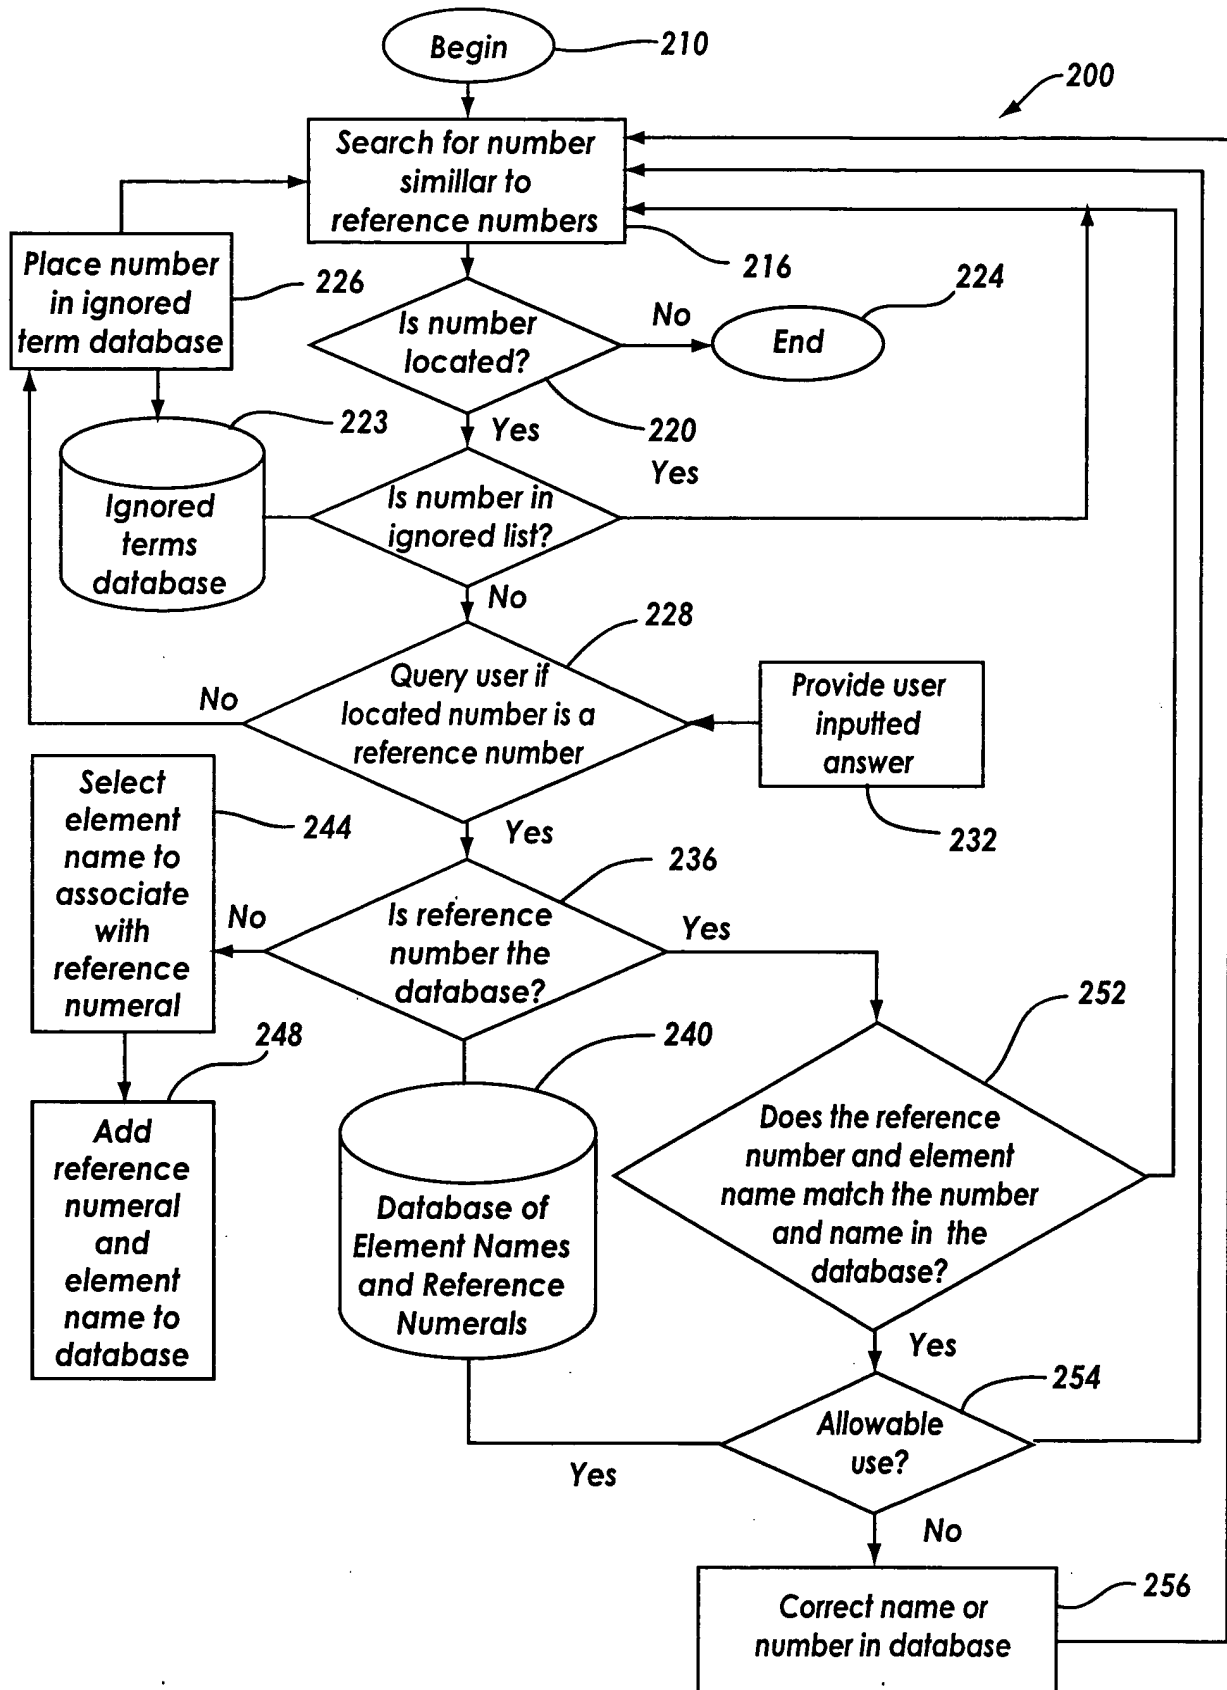 Begin
210
200
Search for number
simillar to
reference numbers
216
Place number
in ignored
term database
226
Is number
located?
No
End
224
220
Yes
223
Ignored
terms
database
Is number in
ignored list?
Yes
No
228
Query user if
located number is a
reference number
No
Provide user
inputted
answer
232
Yes
Select
element
name to
associate
with
reference
numeral
244
236
Is reference
number the
database?
No
Yes
248
Add
reference
numeral
and
element
name to
database
240
Database of
Element Names
and Reference
Numerals
252
Does the reference
number and element
name match the number
and name in the
database?
Yes
254
Allowable
use?
Yes
No
Correct name or
number in database
256